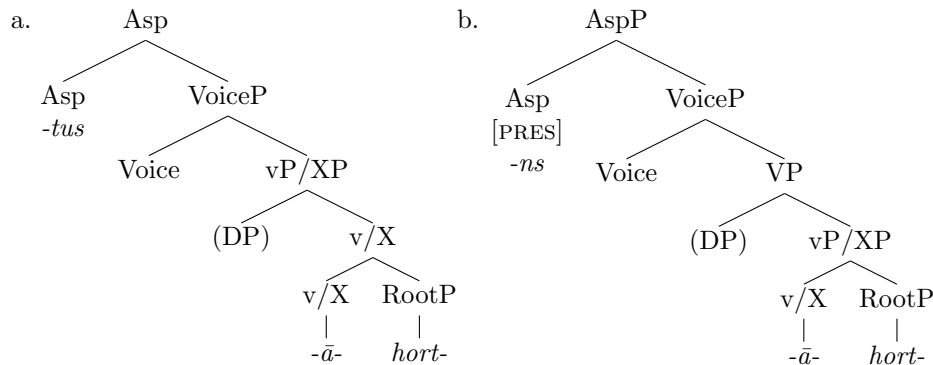 a. Asp b. AspP
Asp VoiceP Asp VoiceP
-tus [PRES]
-ns
Voice vP/XP Voice VP
(DP) v/X (DP) vP/XP
v/X RootP v/X RootP
-ā- hort- -ā- hort-